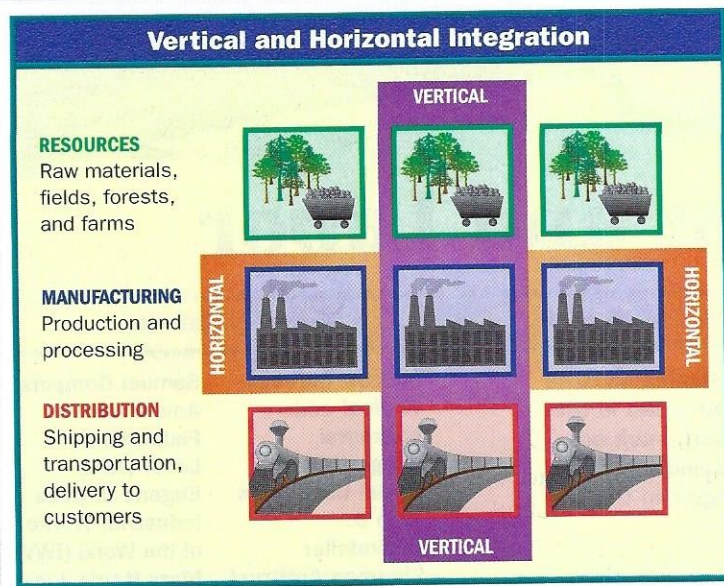 Vertical and Horizontal Integration
VERTICAL
RESOURCES
Raw materials,
fields, forests,
and farms
HORIZONTAL
HORIZONTAL
MANUFACTURING
Production and
processing
DISTRIBUTION
Shipping and
transportation,
delivery to
customers
VERTICAL